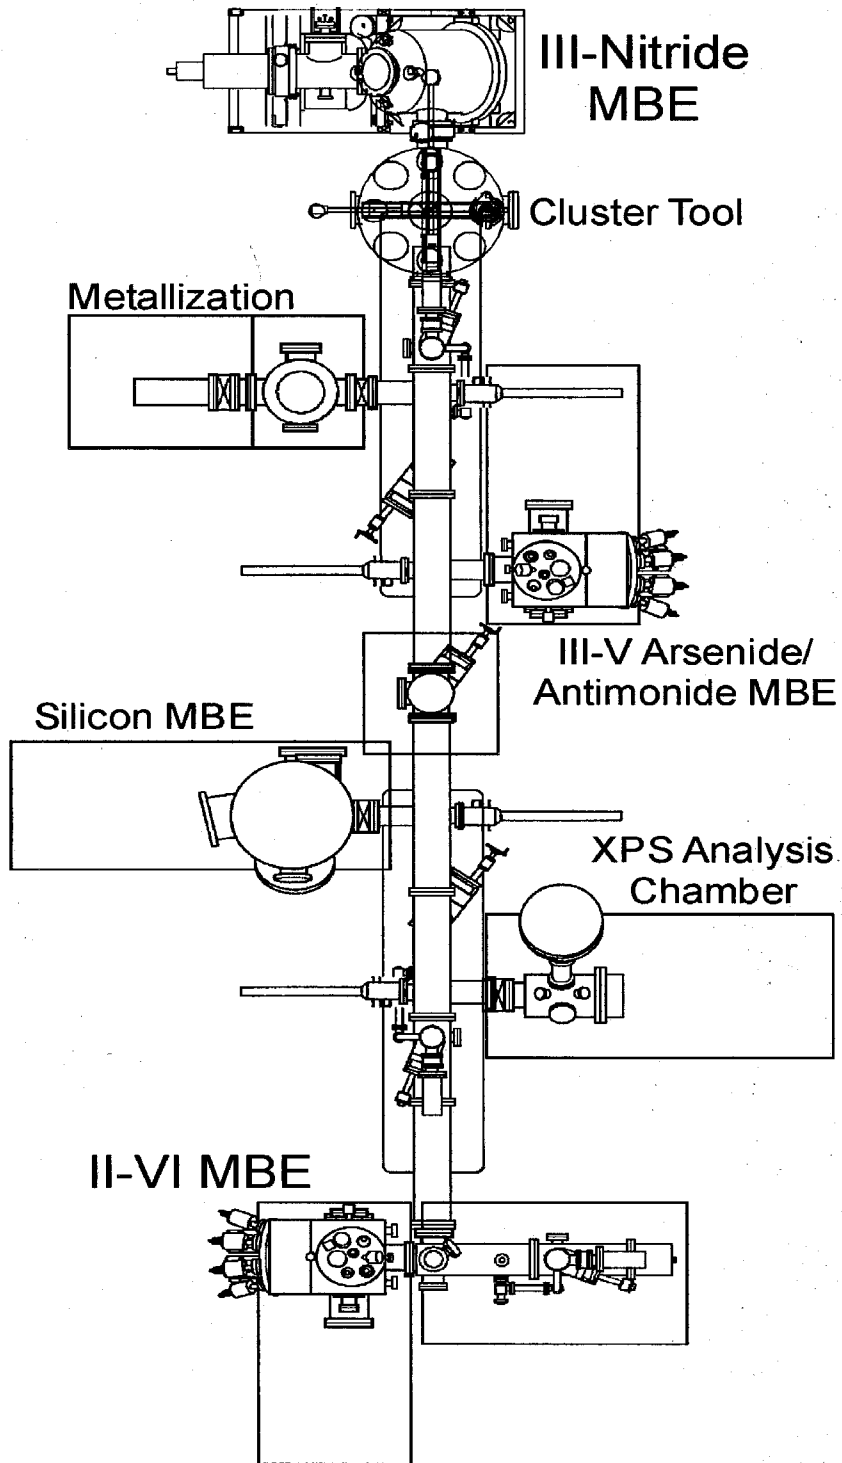 III-Nitride
MBE
Cluster Tool
Metallization
III-V Arsenide/
Antimonide MBE
Silicon MBE
XPS Analysis
Chamber
II-VI MBE